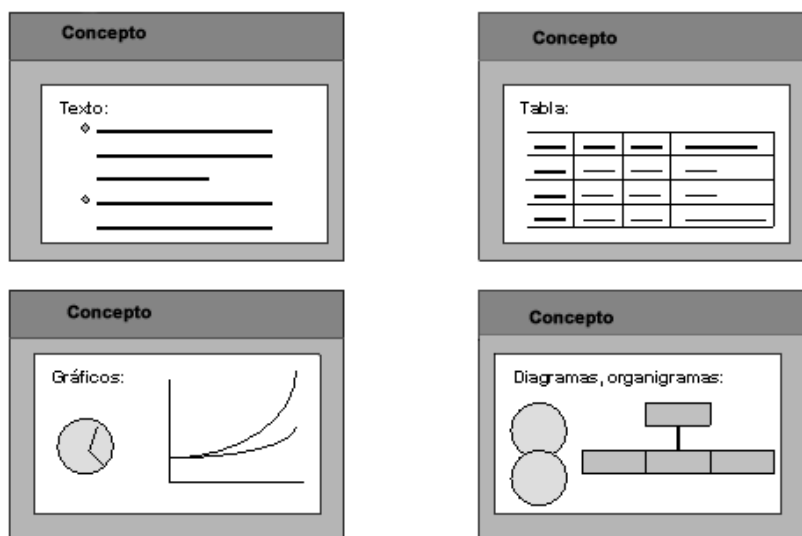 Concepto
Texto:
Concepto
Tabla:
Concepto
Gráficos:
Concepto
Diagramas, organigramas: